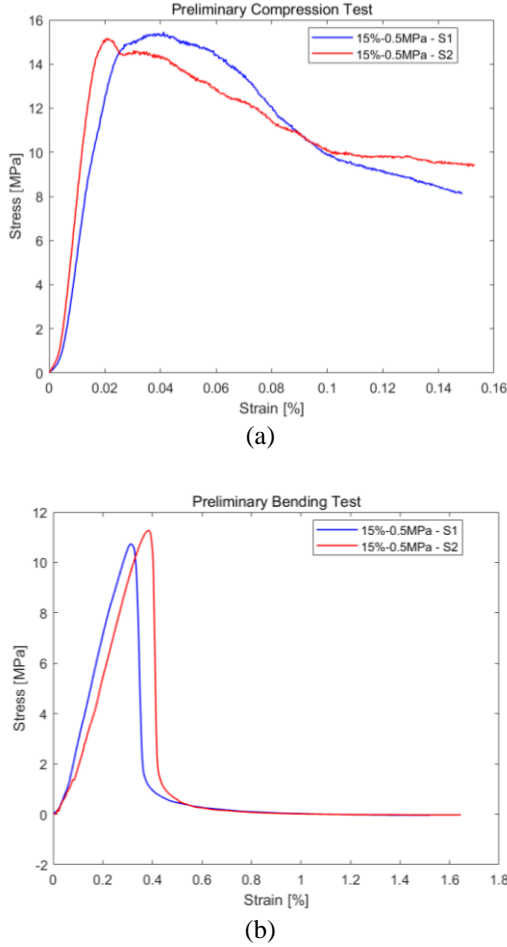 Preliminary Compression Test
16
14
12
10
8
6
4
2
0
Stress [MPa]
15%-0.5MPa - S1
15%-0.5MPa - S2
0 0.02 0.04 0.06 0.08 0.1 0.12 0.14 0.16
Strain [%]
(a)
Preliminary Bending Test
12
10
8
6
4
2
0
-2
Stress [MPa]
15%-0.5MPa - S1
15%-0.5MPa - S2
0 0.2 0.4 0.6 0.8 1 1.2 1.4 1.6 1.8
Strain [%]
(b)